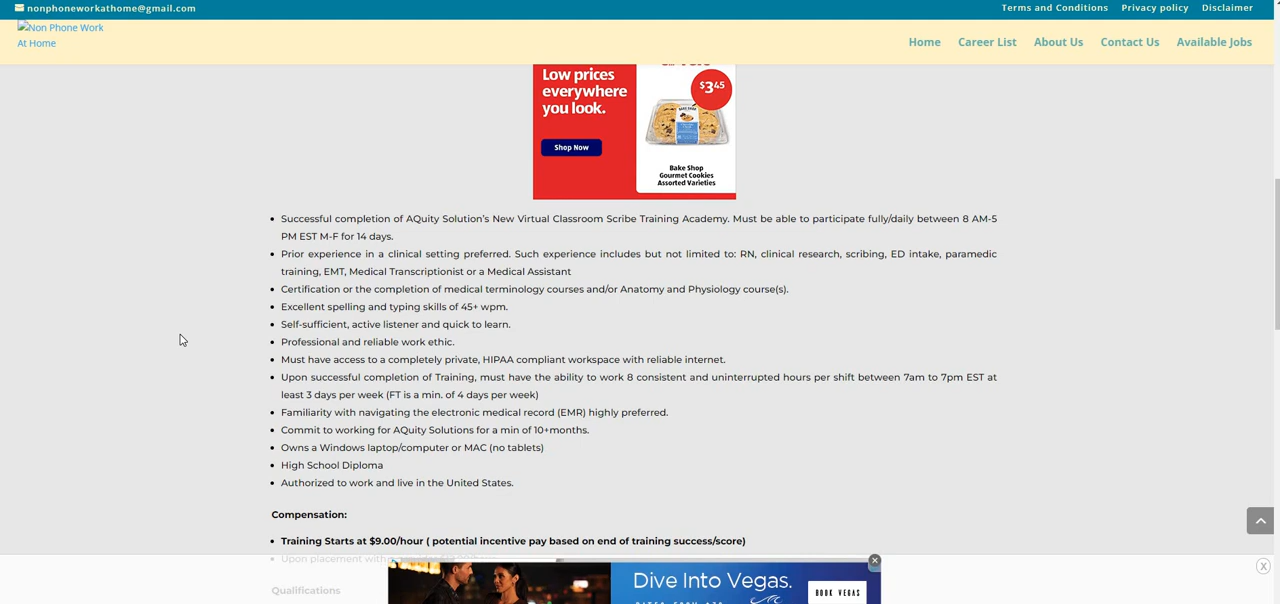 nonphoneworkathome@gmail.com
Terms and Conditions Privacy policy Disclaimer
Non Phone Work
At Home
Home Career List About Us Contact Us Available Jobs
Low prices
everywhere
you look.
$3.45
Shop Now
Bake Shop
Gourmet Cookies
Assorted Varieties
• Successful completion of AQuity Solution's New Virtual Classroom Scribe Training Academy. Must be able to participate fully/daily between 8 AM-5
PM EST M-F for 14 days.
• Prior experience in a clinical setting preferred. Such experience includes but not limited to: RN, clinical research, scribing, ED intake, paramedic
training, EMT, Medical Transcriptionist or a Medical Assistant
• Certification or the completion of medical terminology courses and/or Anatomy and Physiology course(s).
• Excellent spelling and typing skills of 45+ wpm.
• Self-sufficient, active listener and quick to learn.
• Professional and reliable work ethic.
• Must have access to a completely private, HIPAA compliant workspace with reliable internet.
• Upon successful completion of Training, must have the ability to work 8 consistent and uninterrupted hours per shift between 7am to 7pm EST at
least 3 days per week (FT is a min. of 4 days per week)
• Familiarity with navigating the electronic medical record (EMR) highly preferred.
• Commit to working for AQuity Solutions for a min of 10+months.
• Owns a Windows laptop/computer or MAC (no tablets)
• High School Diploma
• Authorized to work and live in the United States.
Compensation:
• Training Starts at $9.00/hour ( potential incentive pay based on end of training success/score)
• Upon placement with
Qualifications
Dive Into Vegas.
BOOK VEGAS
X